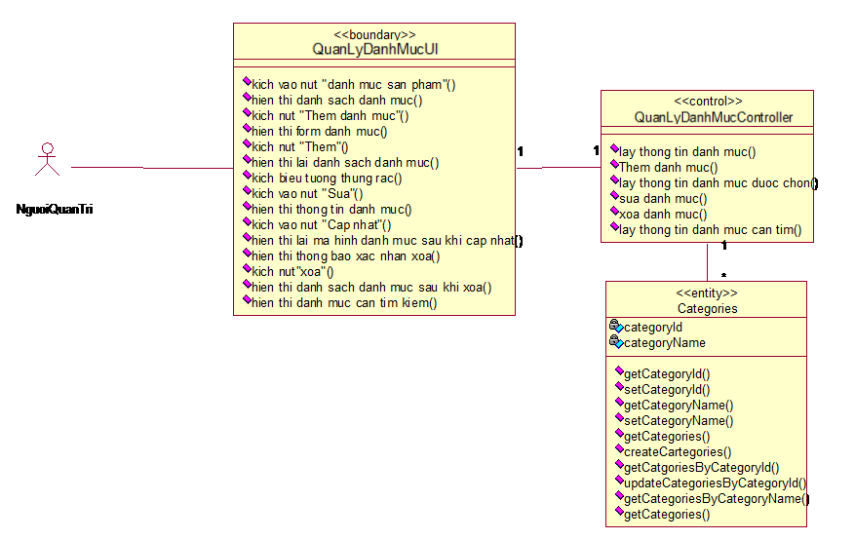 <<boundary>>
QuanLyDanhMucUI
kich vao nut "danh muc san pham"()
hien thi danh sach danh muc()
kich nut "Them danh muc"()
hien thi form danh muc()
kich nut "Them"()
hien thi lai danh sach danh muc()
kich bieu tuong thung rac()
kich vao nut "Sua"()
hien thi thong tin danh muc()
kich vao nut "Cap nhat"()
hien thi lai ma hinh danh muc sau khi cap nhat()
hien thi thong bao xac nhan xoa()
kich nut"xoa"()
hien thi danh sach danh muc sau khi xoa()
hien thi danh muc can tim kiem()
NguoiQuanTri
1
1
<<control>>
QuanLyDanhMucController
lay thong tin danh muc()
Them danh muc()
lay thong tin danh muc duoc chon()
sua danh muc()
xoa danh muc()
lay thong tin danh muc can tim()
1
*
<<entity>>
Categories
categoryId
categoryName
getCategoryId()
setCategoryId()
getCategoryName()
setCategoryName()
getCategories()
createCartegories()
getCatgoriesByCategoryId()
updateCategoriesByCategoryId()
getCategoriesByCategoryName()
getCategories()